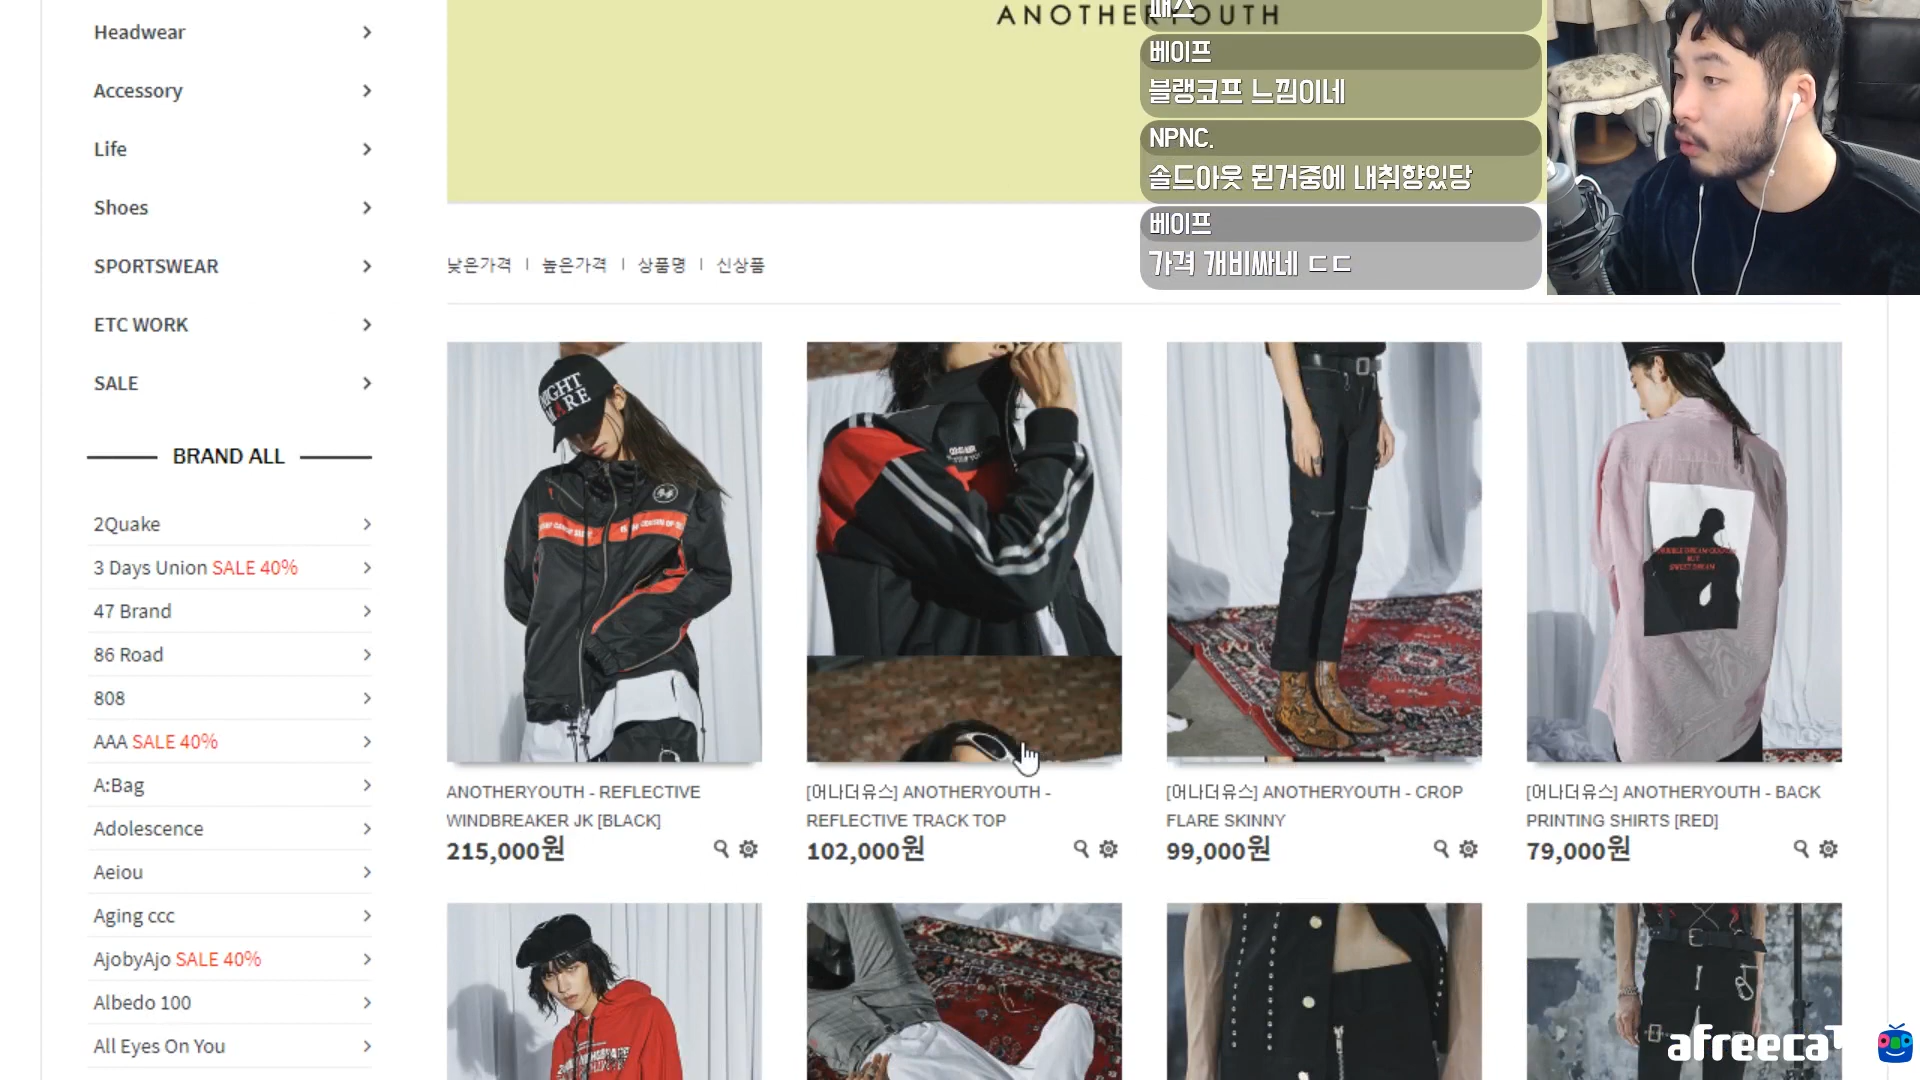 Headwear
Accessory
Life
Shoes
SPORTSWEAR
ETC WORK
SALE
BRAND ALL
2Quake
3 Days Union SALE 40%
47 Brand
86 Road
808
AAA SALE 40%
A:Bag
Adolescence
Aeiou
Aging ccc
AjobyAjo SALE 40%
Albedo 100
All Eyes On You
ANOTHERYOUTH
베이프
블랭코프 느낌이네
NPNC.
솔드아웃 된거중에 내취향있당
베이프
가격 개비싸네 ㄷㄷ
낮은가격 | 높은가격 | 상품명 | 신상품
ANOTHERYOUTH - REFLECTIVE
WINDBREAKER JK [BLACK]
215,000원
[어나더유스] ANOTHERYOUTH -
REFLECTIVE TRACK TOP
102,000원
[어나더유스] ANOTHERYOUTH - CROP
FLARE SKINNY
99,000원
[어나더유스] ANOTHERYOUTH - BACK
PRINTING SHIRTS [RED]
79,000원
afreeca